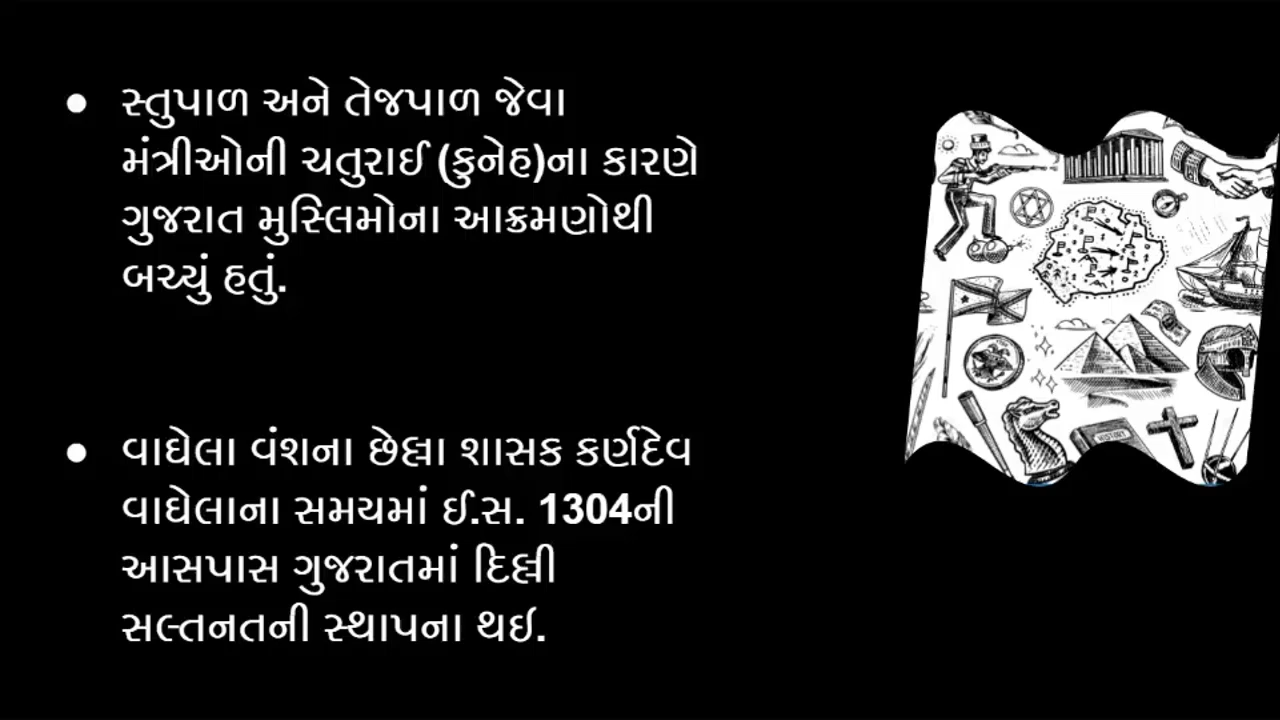 સ્તુપાળ અને તેજપાળ જેવા
મંત્રીઓની ચતુરાઈ (કુનેહ)ના કારણે
ગુજરાત મુસ્લિમોના આક્રમણોથી
બચ્યું હતું.
વાઘેલા વંશના છેલ્લા શાસક કર્ણદેવ
વાઘેલાના સમયમાં ઈ.સ. 1304ની
આસપાસ ગુજરાતમાં દિલ્લી
સલ્તનતની સ્થાપના થઈ.
HISTORY